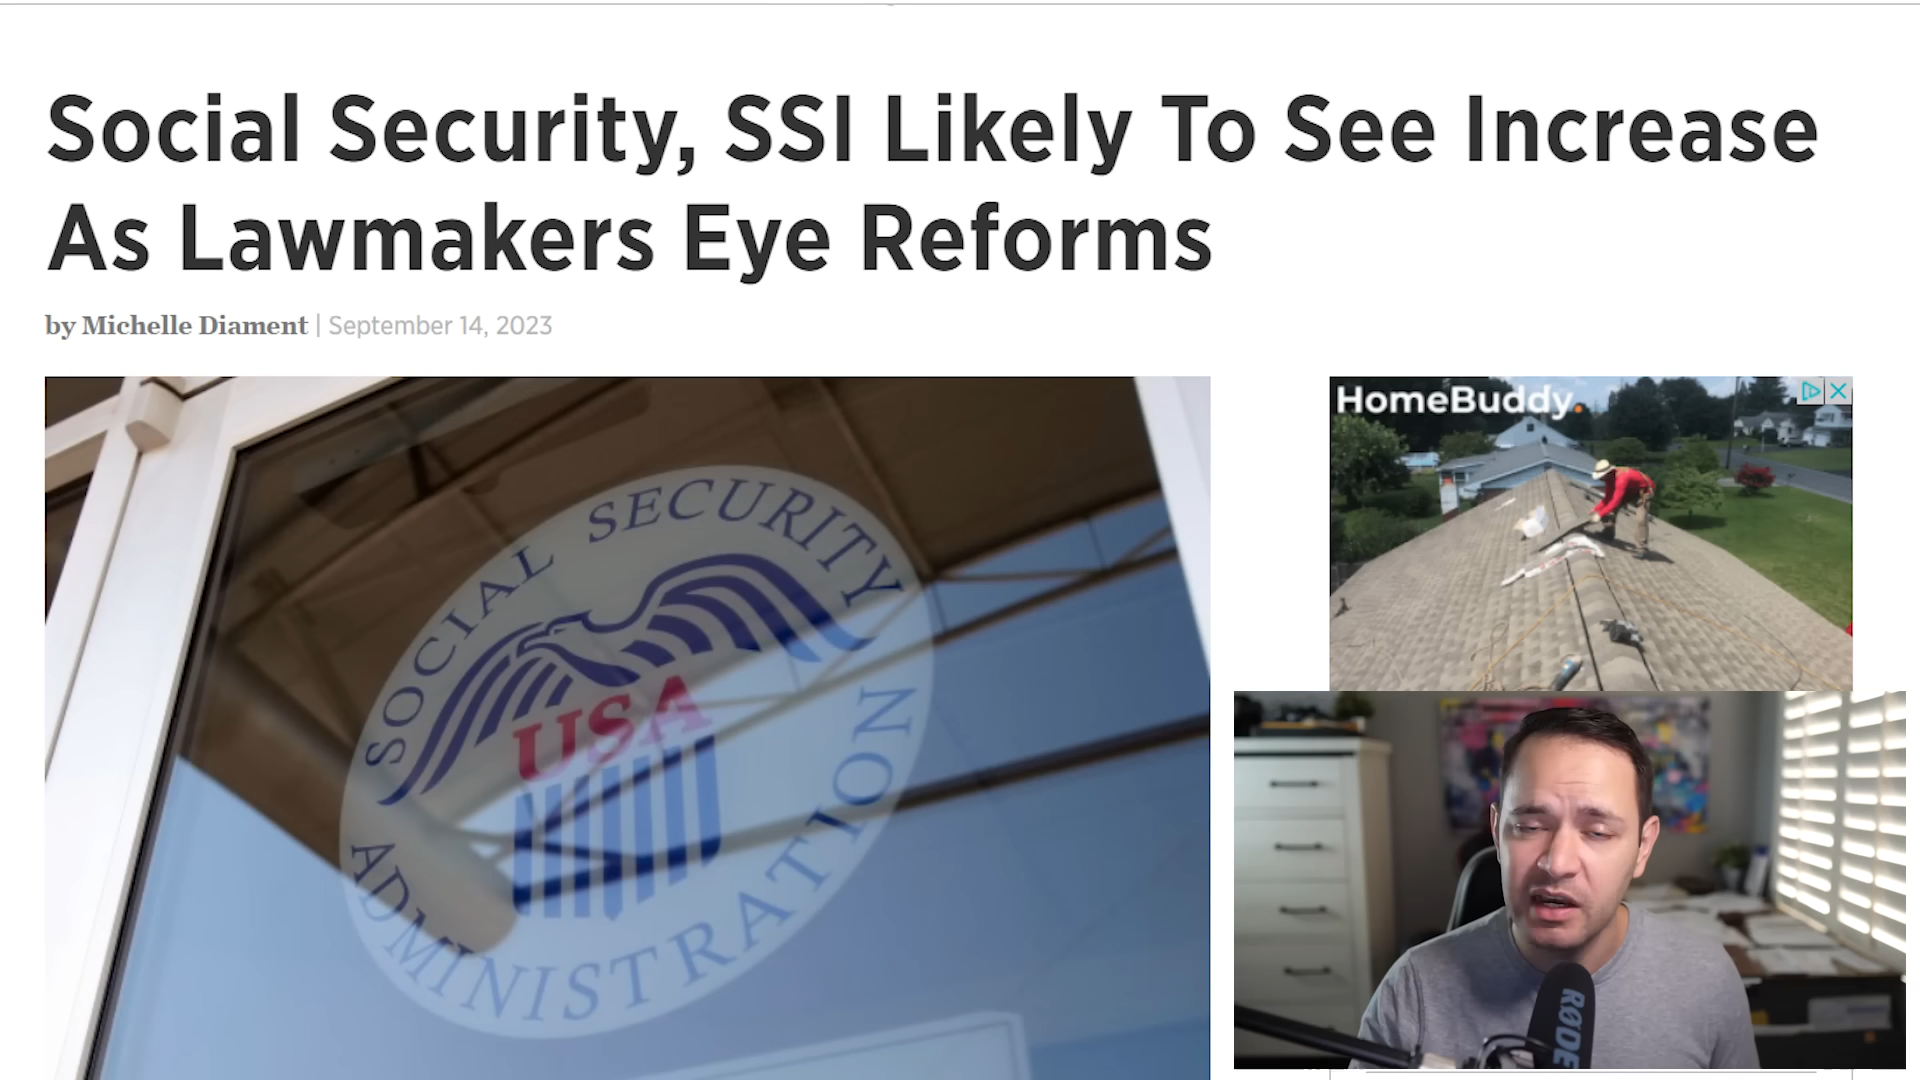 Social Security, SSI Likely To See Increase
As Lawmakers Eye Reforms
by Michelle Diament | September 14, 2023
HomeBuddy.
SOCIAL SECURITY
USA
ADMINISTRATION
RØDE